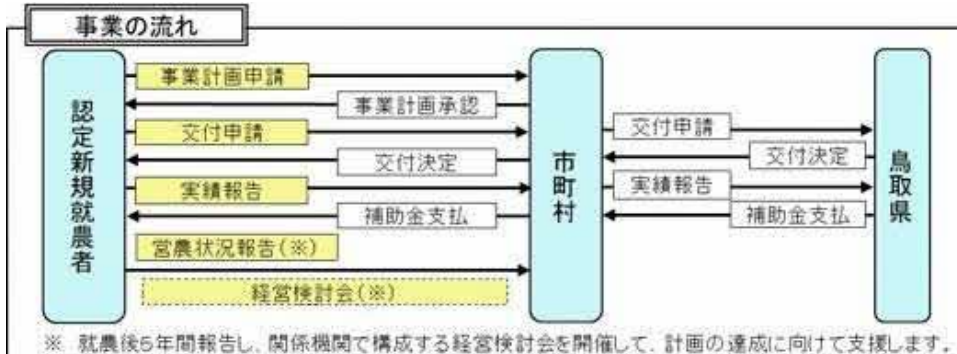 事業の流れ
認定新規就農者
市町村
鳥取県
事業計画申請
事業計画承認
交付申請
交付決定
実績報告
補助金支払
営農状況報告(※)
経営検討会(※)
交付申請
交付決定
実績報告
補助金支払
※ 就農後5年間報告し、関係機関で構成する経営検討会を開催して、計画の達成に向けて支援します。